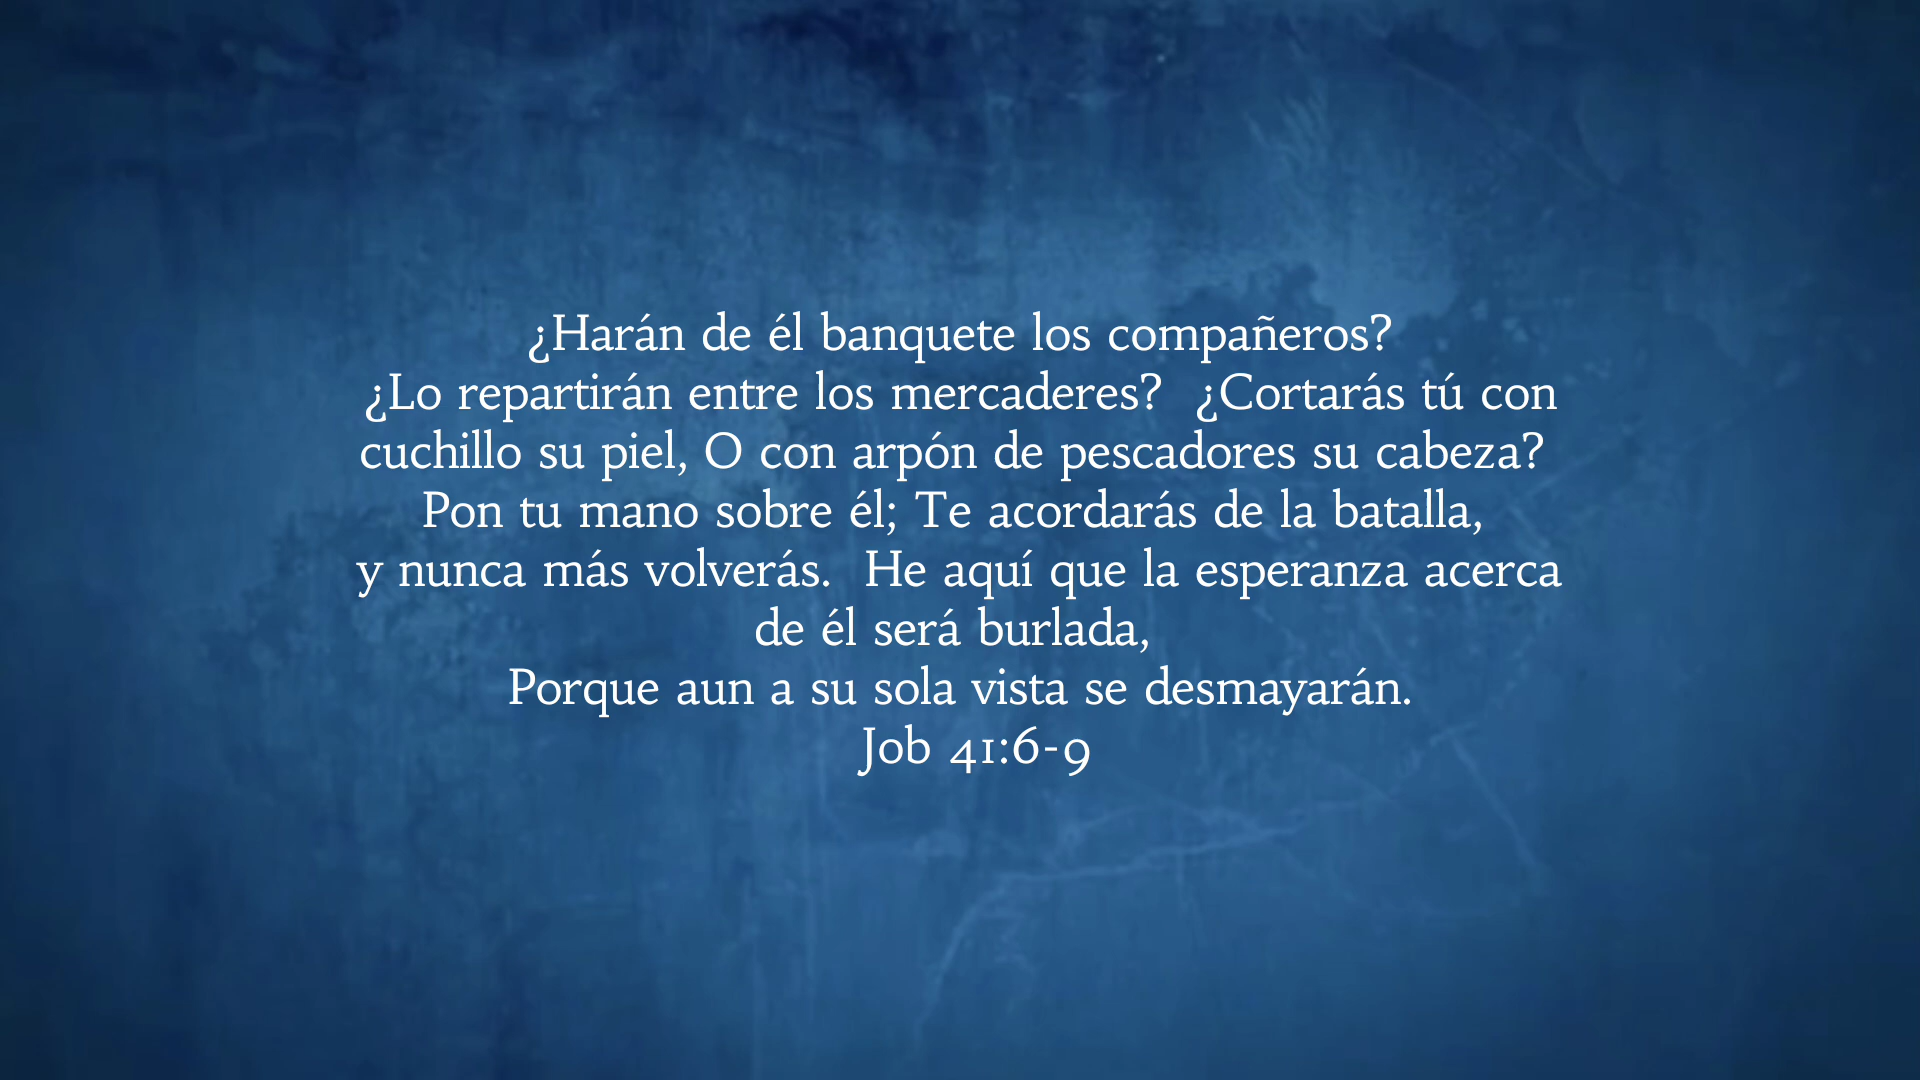 ¿Harán de él banquete los compañeros?
¿Lo repartirán entre los mercaderes?  ¿Cortarás tú con
cuchillo su piel, O con arpón de pescadores su cabeza?
Pon tu mano sobre él; Te acordarás de la batalla,
y nunca más volverás.  He aquí que la esperanza acerca
de él será burlada,
Porque aun a su sola vista se desmayarán.
Job 41:6-9